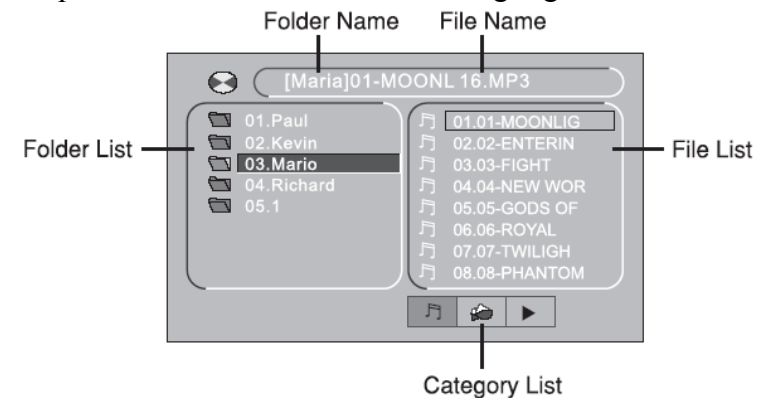 Folder Name File Name
[Maria]01-MOONL 16.MP3
Folder List
01.Paul
02.Kevin
03.Mario
04.Richard
05.1
01.01-MOONLIG
02.02-ENTERIN
03.03-FIGHT
04.04-NEW WOR
05.05-GODS OF
06.06-ROYAL
07.07-TWILIGH
08.08-PHANTOM
File List
Category List